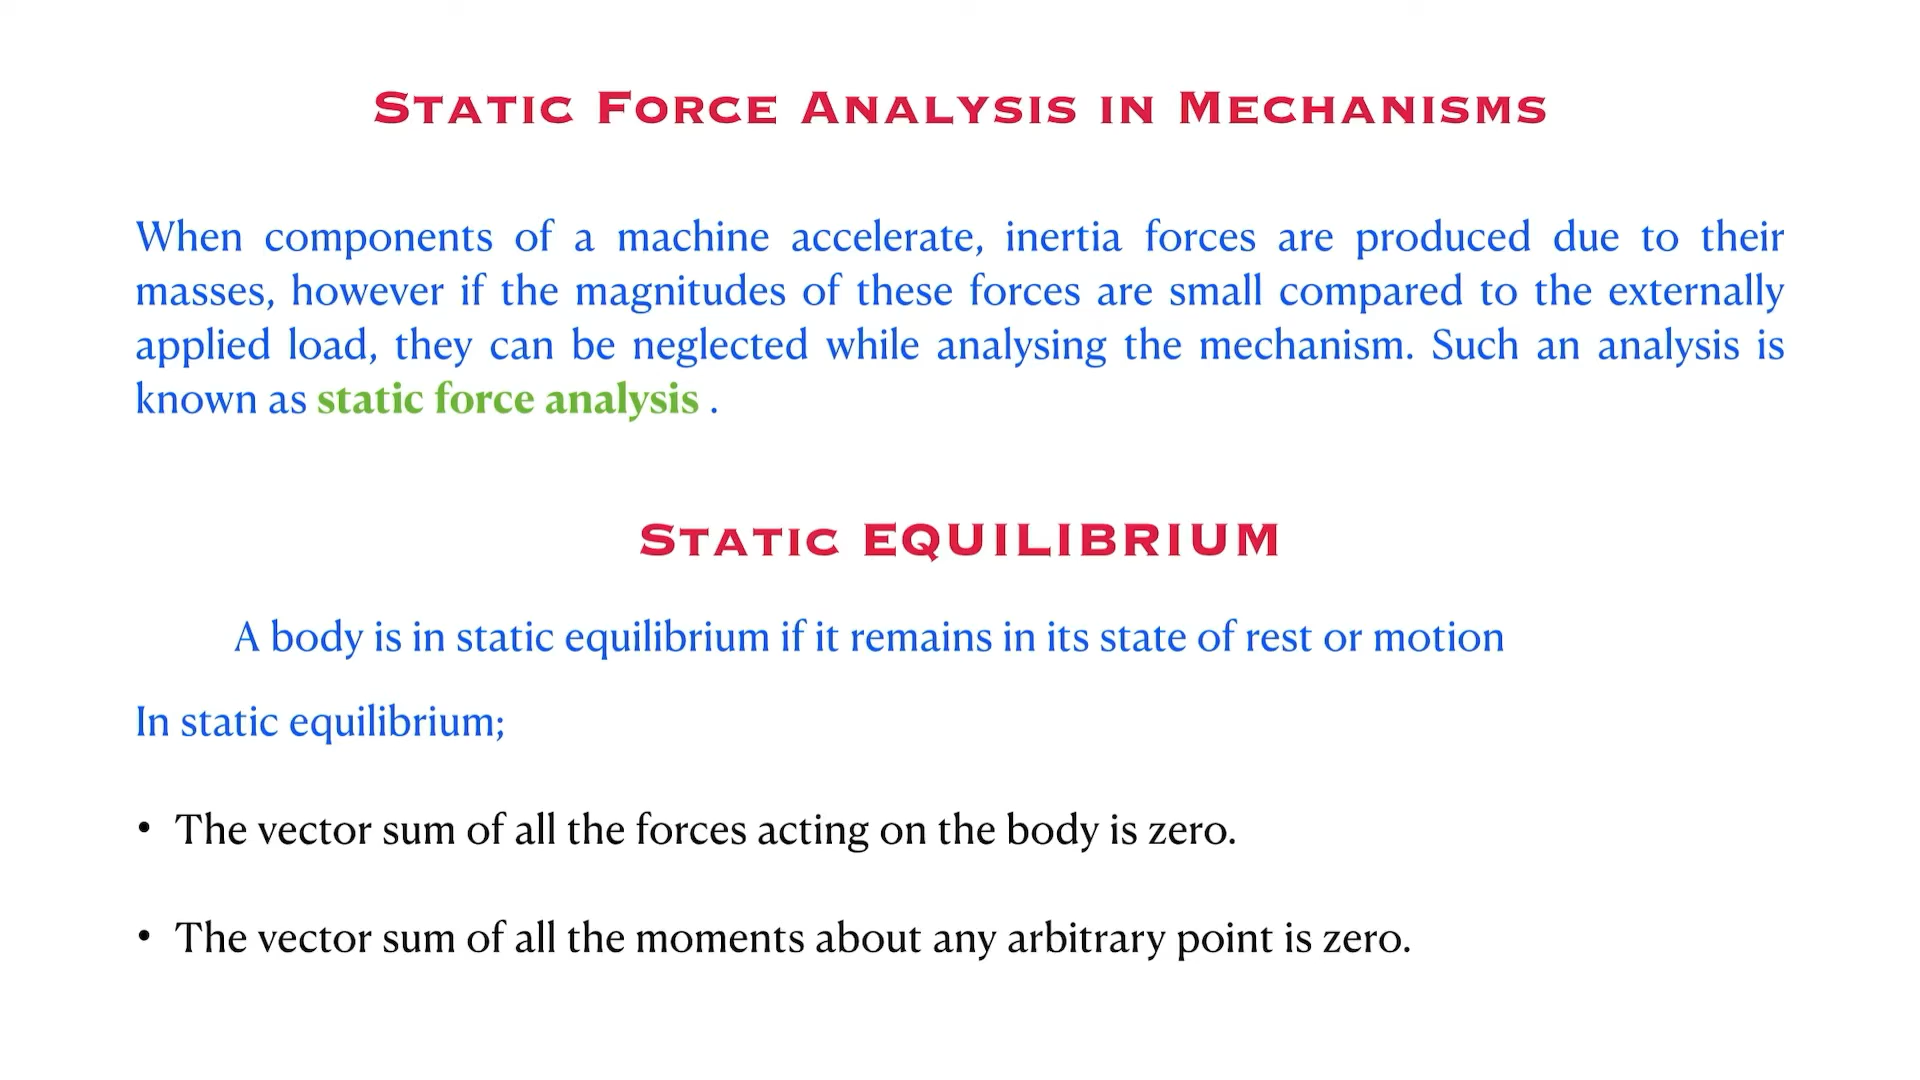 Static Force Analysis in Mechanisms
When components of a machine accelerate, inertia forces are produced due to their
masses, however if the magnitudes of these forces are small compared to the externally
applied load, they can be neglected while analysing the mechanism. Such an analysis is
known as static force analysis .
Static EQUILIBRIUM
A body is in static equilibrium if it remains in its state of rest or motion
In static equilibrium;
• The vector sum of all the forces acting on the body is zero.
• The vector sum of all the moments about any arbitrary point is zero.